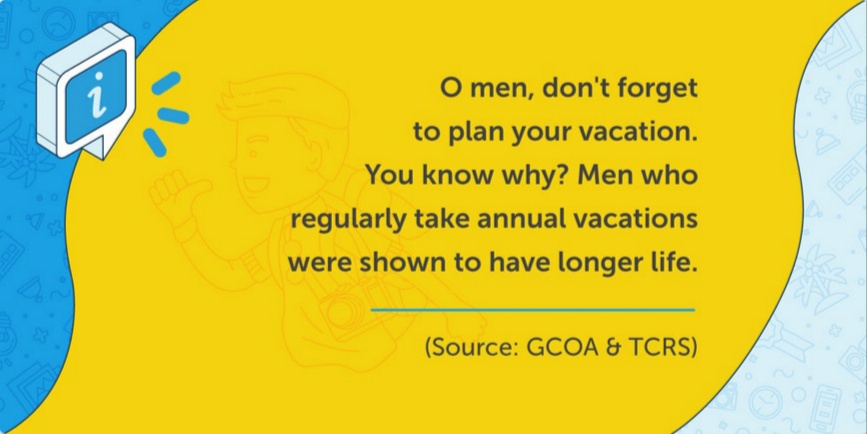 i
O men, don't forget
to plan your vacation.
You know why? Men who
regularly take annual vacations
were shown to have longer life.
(Source: GCOA & TCRS)